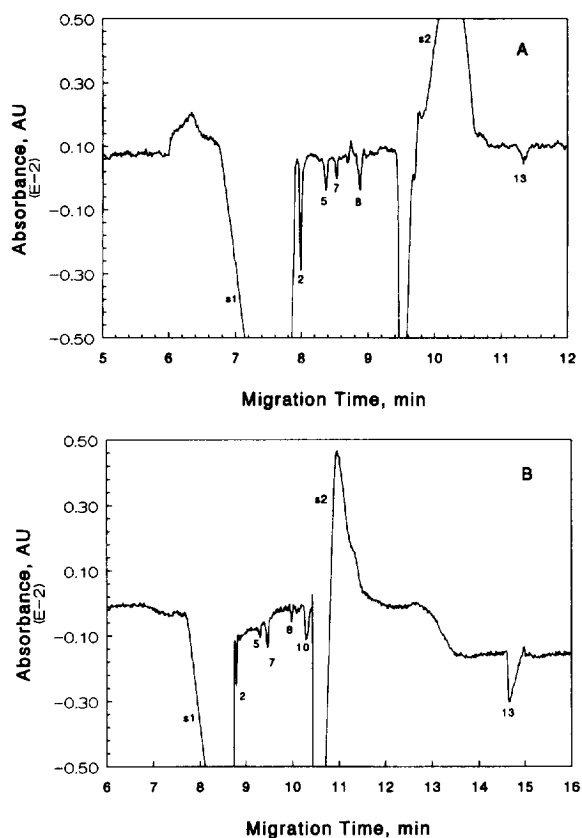 0.50
0.30
0.10
−0.10
−0.30
−0.50
Absorbance, AU
(E−2)
A
s1
2
5
7
8
s2
13
5 6 7 8 9 10 11 12
Migration Time, min
0.50
0.30
0.10
−0.10
−0.30
−0.50
Absorbance, AU
(E−2)
B
s1
2
5
7
8
10
s2
13
6 7 8 9 10 11 12 13 14 15 16
Migration Time, min